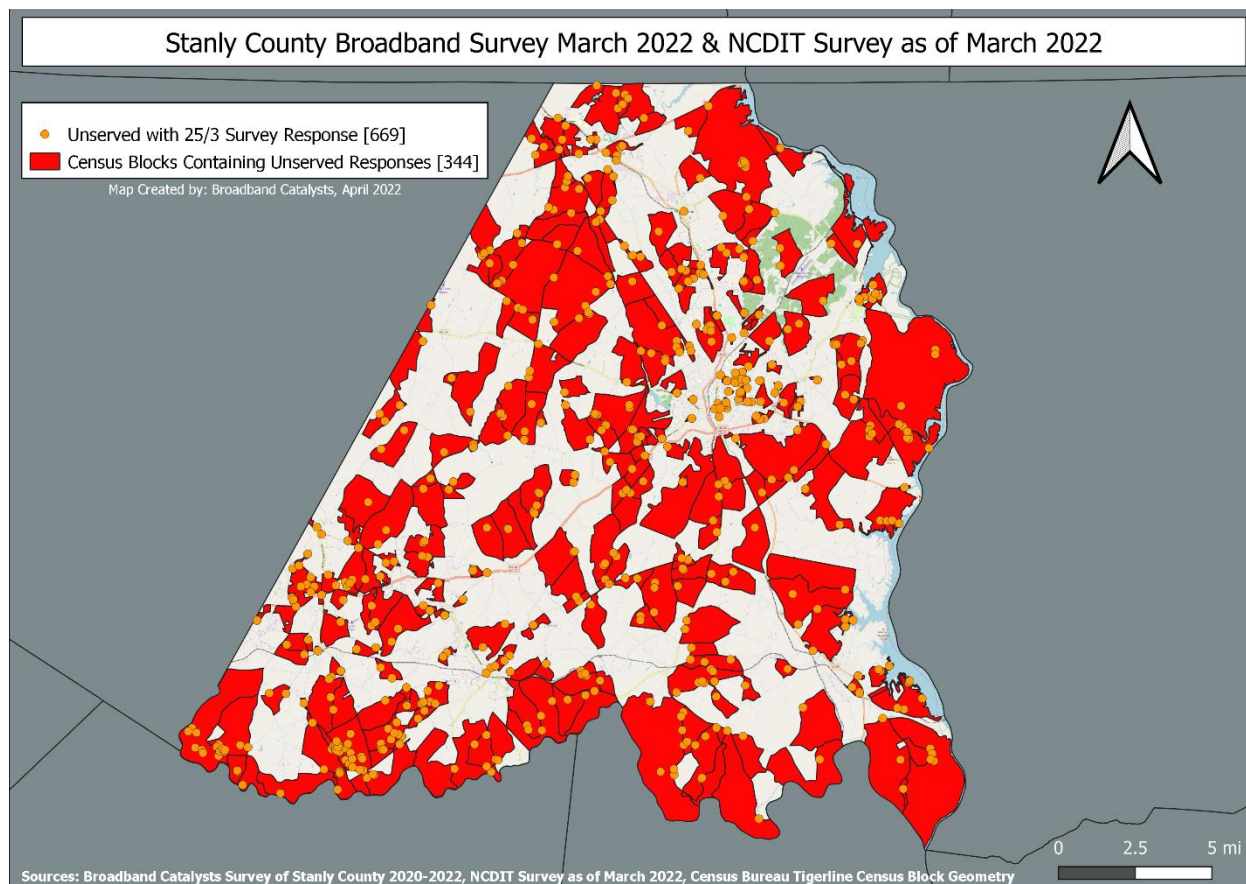 Stanly County Broadband Survey March 2022 & NCDIT Survey as of March 2022
Unserved with 25/3 Survey Response [669]
Census Blocks Containing Unserved Responses [344]
Map Created by: Broadband Catalysts, April 2022
0 2.5 5 mi
Sources: Broadband Catalysts Survey of Stanly County 2020-2022, NCDIT Survey as of March 2022, Census Bureau Tigerline Census Block Geometry